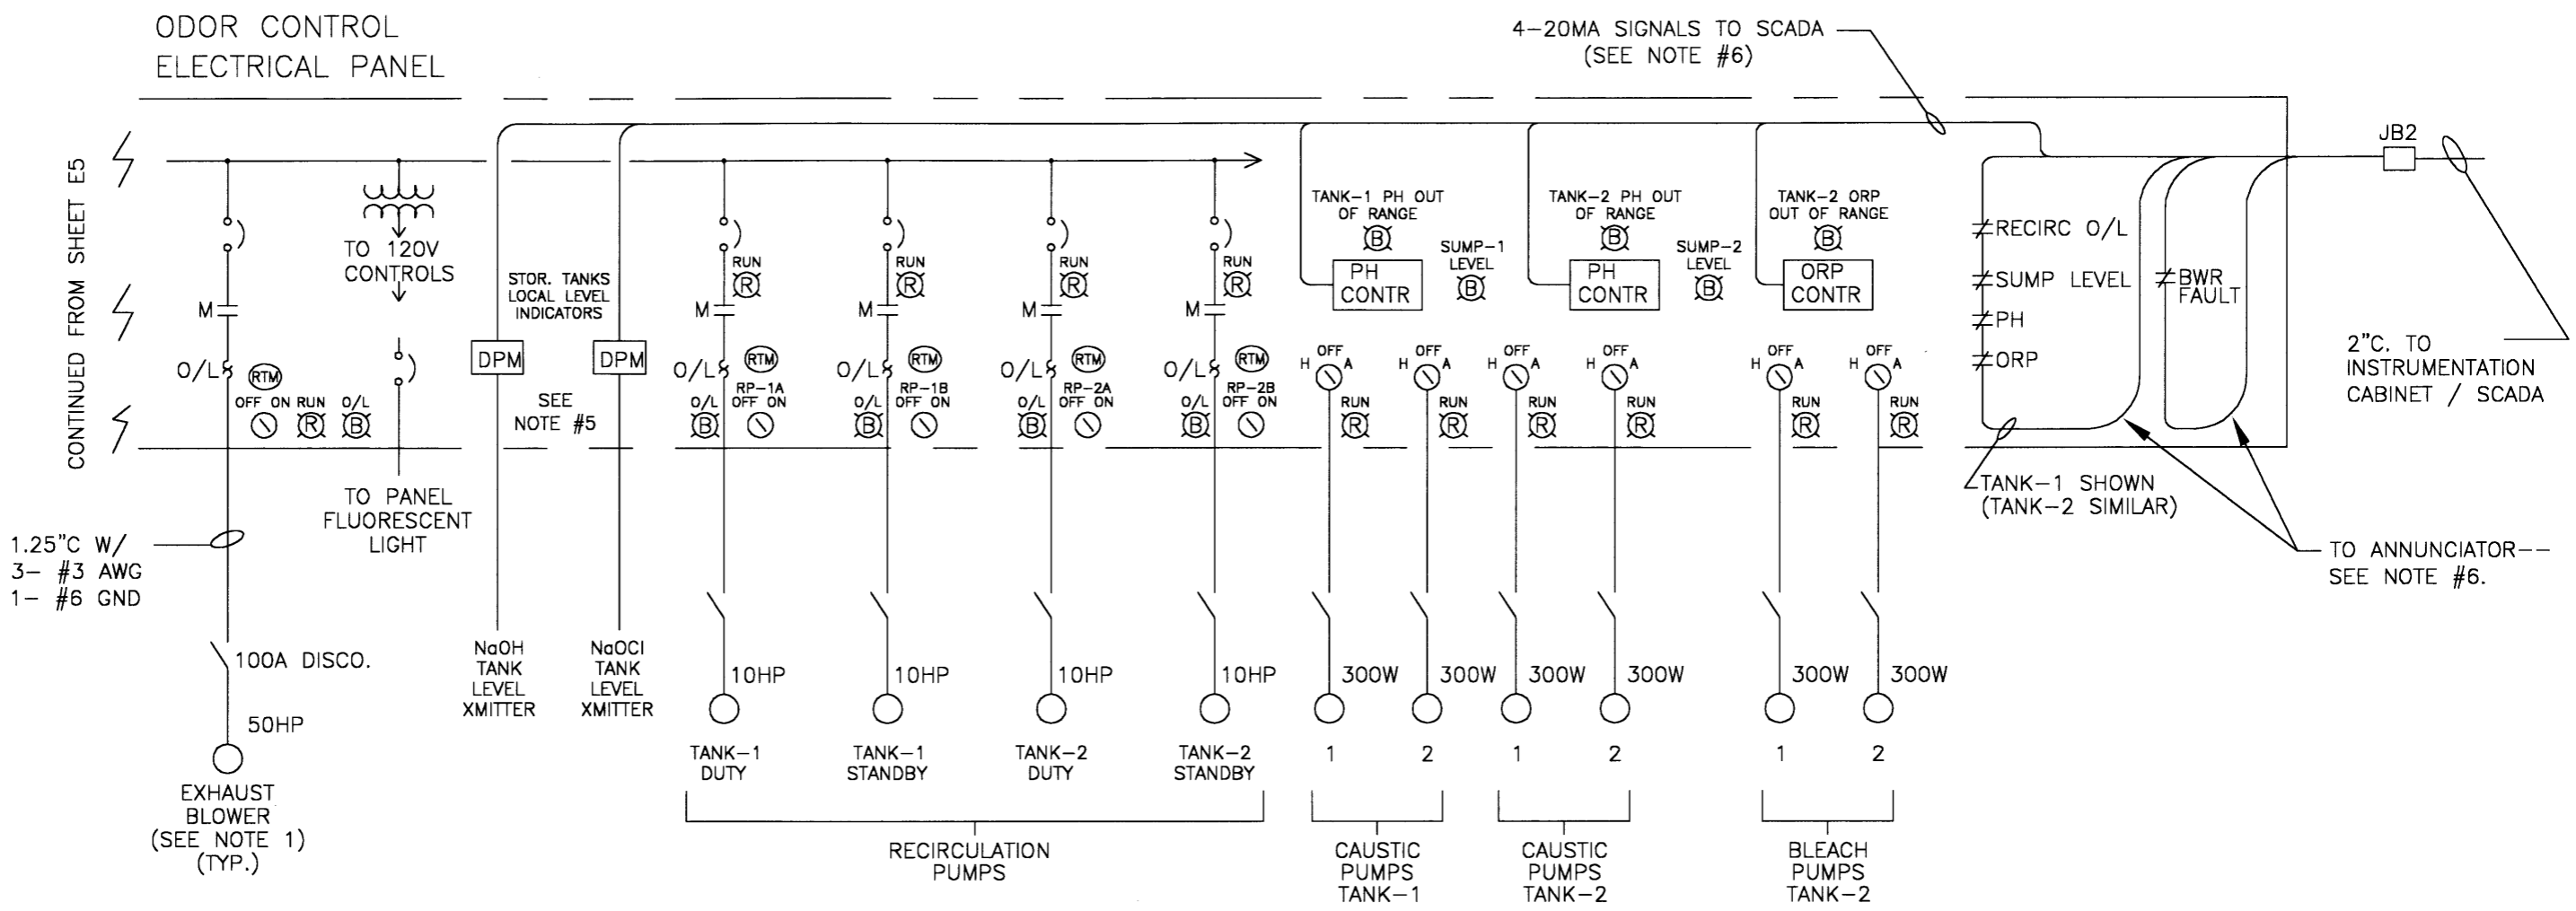 ODOR CONTROL
ELECTRICAL PANEL
4-20MA SIGNALS TO SCADA
(SEE NOTE #6)
CONTINUED FROM SHEET E5
JB2
2"C. TO
INSTRUMENTATION
CABINET / SCADA
TO 120V
CONTROLS
M
O/L
RTM
OFF ON
RUN
R
O/L
B
TO PANEL
FLUORESCENT
LIGHT
1.25"C W/
3- #3 AWG
1- #6 GND
100A DISCO.
50HP
EXHAUST
BLOWER
(SEE NOTE 1)
(TYP.)
STOR. TANKS
LOCAL LEVEL
INDICATORS
DPM
DPM
SEE
NOTE #5
NaOH
TANK
LEVEL
XMITTER
NaOCl
TANK
LEVEL
XMITTER
RUN
R
M
O/L
RTM
RP-1A
O/L OFF ON
B
10HP
TANK-1
DUTY
RUN
R
M
O/L
RTM
RP-1B
O/L OFF ON
B
10HP
TANK-1
STANDBY
RUN
R
M
O/L
RTM
RP-2A
O/L OFF ON
B
10HP
TANK-2
DUTY
RUN
R
M
O/L
RTM
RP-2B
O/L OFF ON
B
10HP
TANK-2
STANDBY
RECIRCULATION
PUMPS
TANK-1 PH OUT
OF RANGE
B
PH
CONTR
SUMP-1
LEVEL
B
TANK-2 PH OUT
OF RANGE
B
PH
CONTR
SUMP-2
LEVEL
B
TANK-2 ORP
OUT OF RANGE
B
ORP
CONTR
OFF
H A
RUN
R
300W
1
OFF
H A
RUN
R
300W
2
CAUSTIC
PUMPS
TANK-1
OFF
H A
RUN
R
300W
1
OFF
H A
RUN
R
300W
2
CAUSTIC
PUMPS
TANK-2
OFF
H A
RUN
R
300W
1
OFF
H A
RUN
R
300W
2
BLEACH
PUMPS
TANK-2
RECIRC O/L
SUMP LEVEL
PH
ORP
BWR
FAULT
TANK-1 SHOWN
(TANK-2 SIMILAR)
TO ANNUNCIATOR--
SEE NOTE #6.